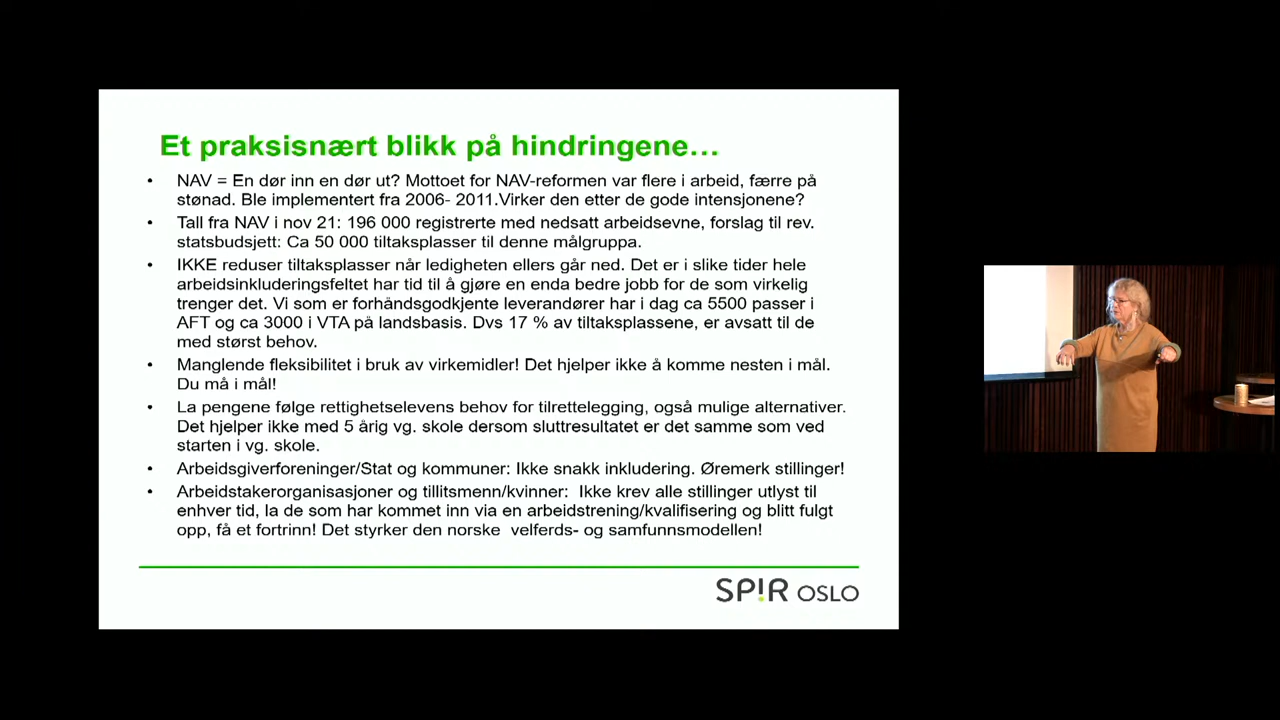 Et praksisnært blikk på hindringene…
• NAV = En dør inn en dør ut? Mottoet for NAV-reformen var flere i arbeid, færre på
stønad. Ble implementert fra 2006- 2011.Virker den etter de gode intensjonene?
• Tall fra NAV i nov 21: 196 000 registrerte med nedsatt arbeidsevne, forslag til rev.
statsbudsjett: Ca 50 000 tiltaksplasser til denne målgruppa.
• IKKE reduser tiltaksplasser når ledigheten ellers går ned. Det er i slike tider hele
arbeidsinkluderingsfeltet har tid til å gjøre en enda bedre jobb for de som virkelig
trenger det. Vi som er forhåndsgodkjente leverandører har i dag ca 5500 passer i
AFT og ca 3000 i VTA på landsbasis. Dvs 17 % av tiltaksplassene, er avsatt til de
med størst behov.
• Manglende fleksibilitet i bruk av virkemidler! Det hjelper ikke å komme nesten i mål.
Du må i mål!
• La pengene følge rettighetselevens behov for tilrettelegging, også mulige alternativer.
Det hjelper ikke med 5 årig vg. skole dersom sluttresultatet er det samme som ved
starten i vg. skole.
• Arbeidsgiverforeninger/Stat og kommuner: Ikke snakk inkludering. Øremerk stillinger!
• Arbeidstakerorganisasjoner og tillitsmenn/kvinner:  Ikke krev alle stillinger utlyst til
enhver tid, la de som har kommet inn via en arbeidstrening/kvalifisering og blitt fulgt
opp, få et fortrinn! Det styrker den norske  velferds- og samfunnsmodellen!
SP!R OSLO